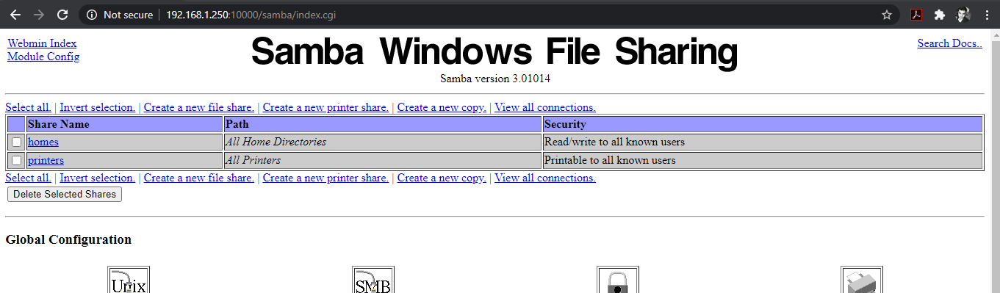 Not secure | 192.168.1.250:10000/samba/index.cgi
Webmin Index
Module Config
Samba Windows File Sharing
Search Docs..
Samba version 3.01014
Select all. | Invert selection. | Create a new file share. | Create a new printer share. | Create a new copy. | View all connections.
Share Name Path Security
homes All Home Directories Read/write to all known users
printers All Printers Printable to all known users
Select all. | Invert selection. | Create a new file share. | Create a new printer share. | Create a new copy. | View all connections.
Delete Selected Shares
Global Configuration
Unix SMB